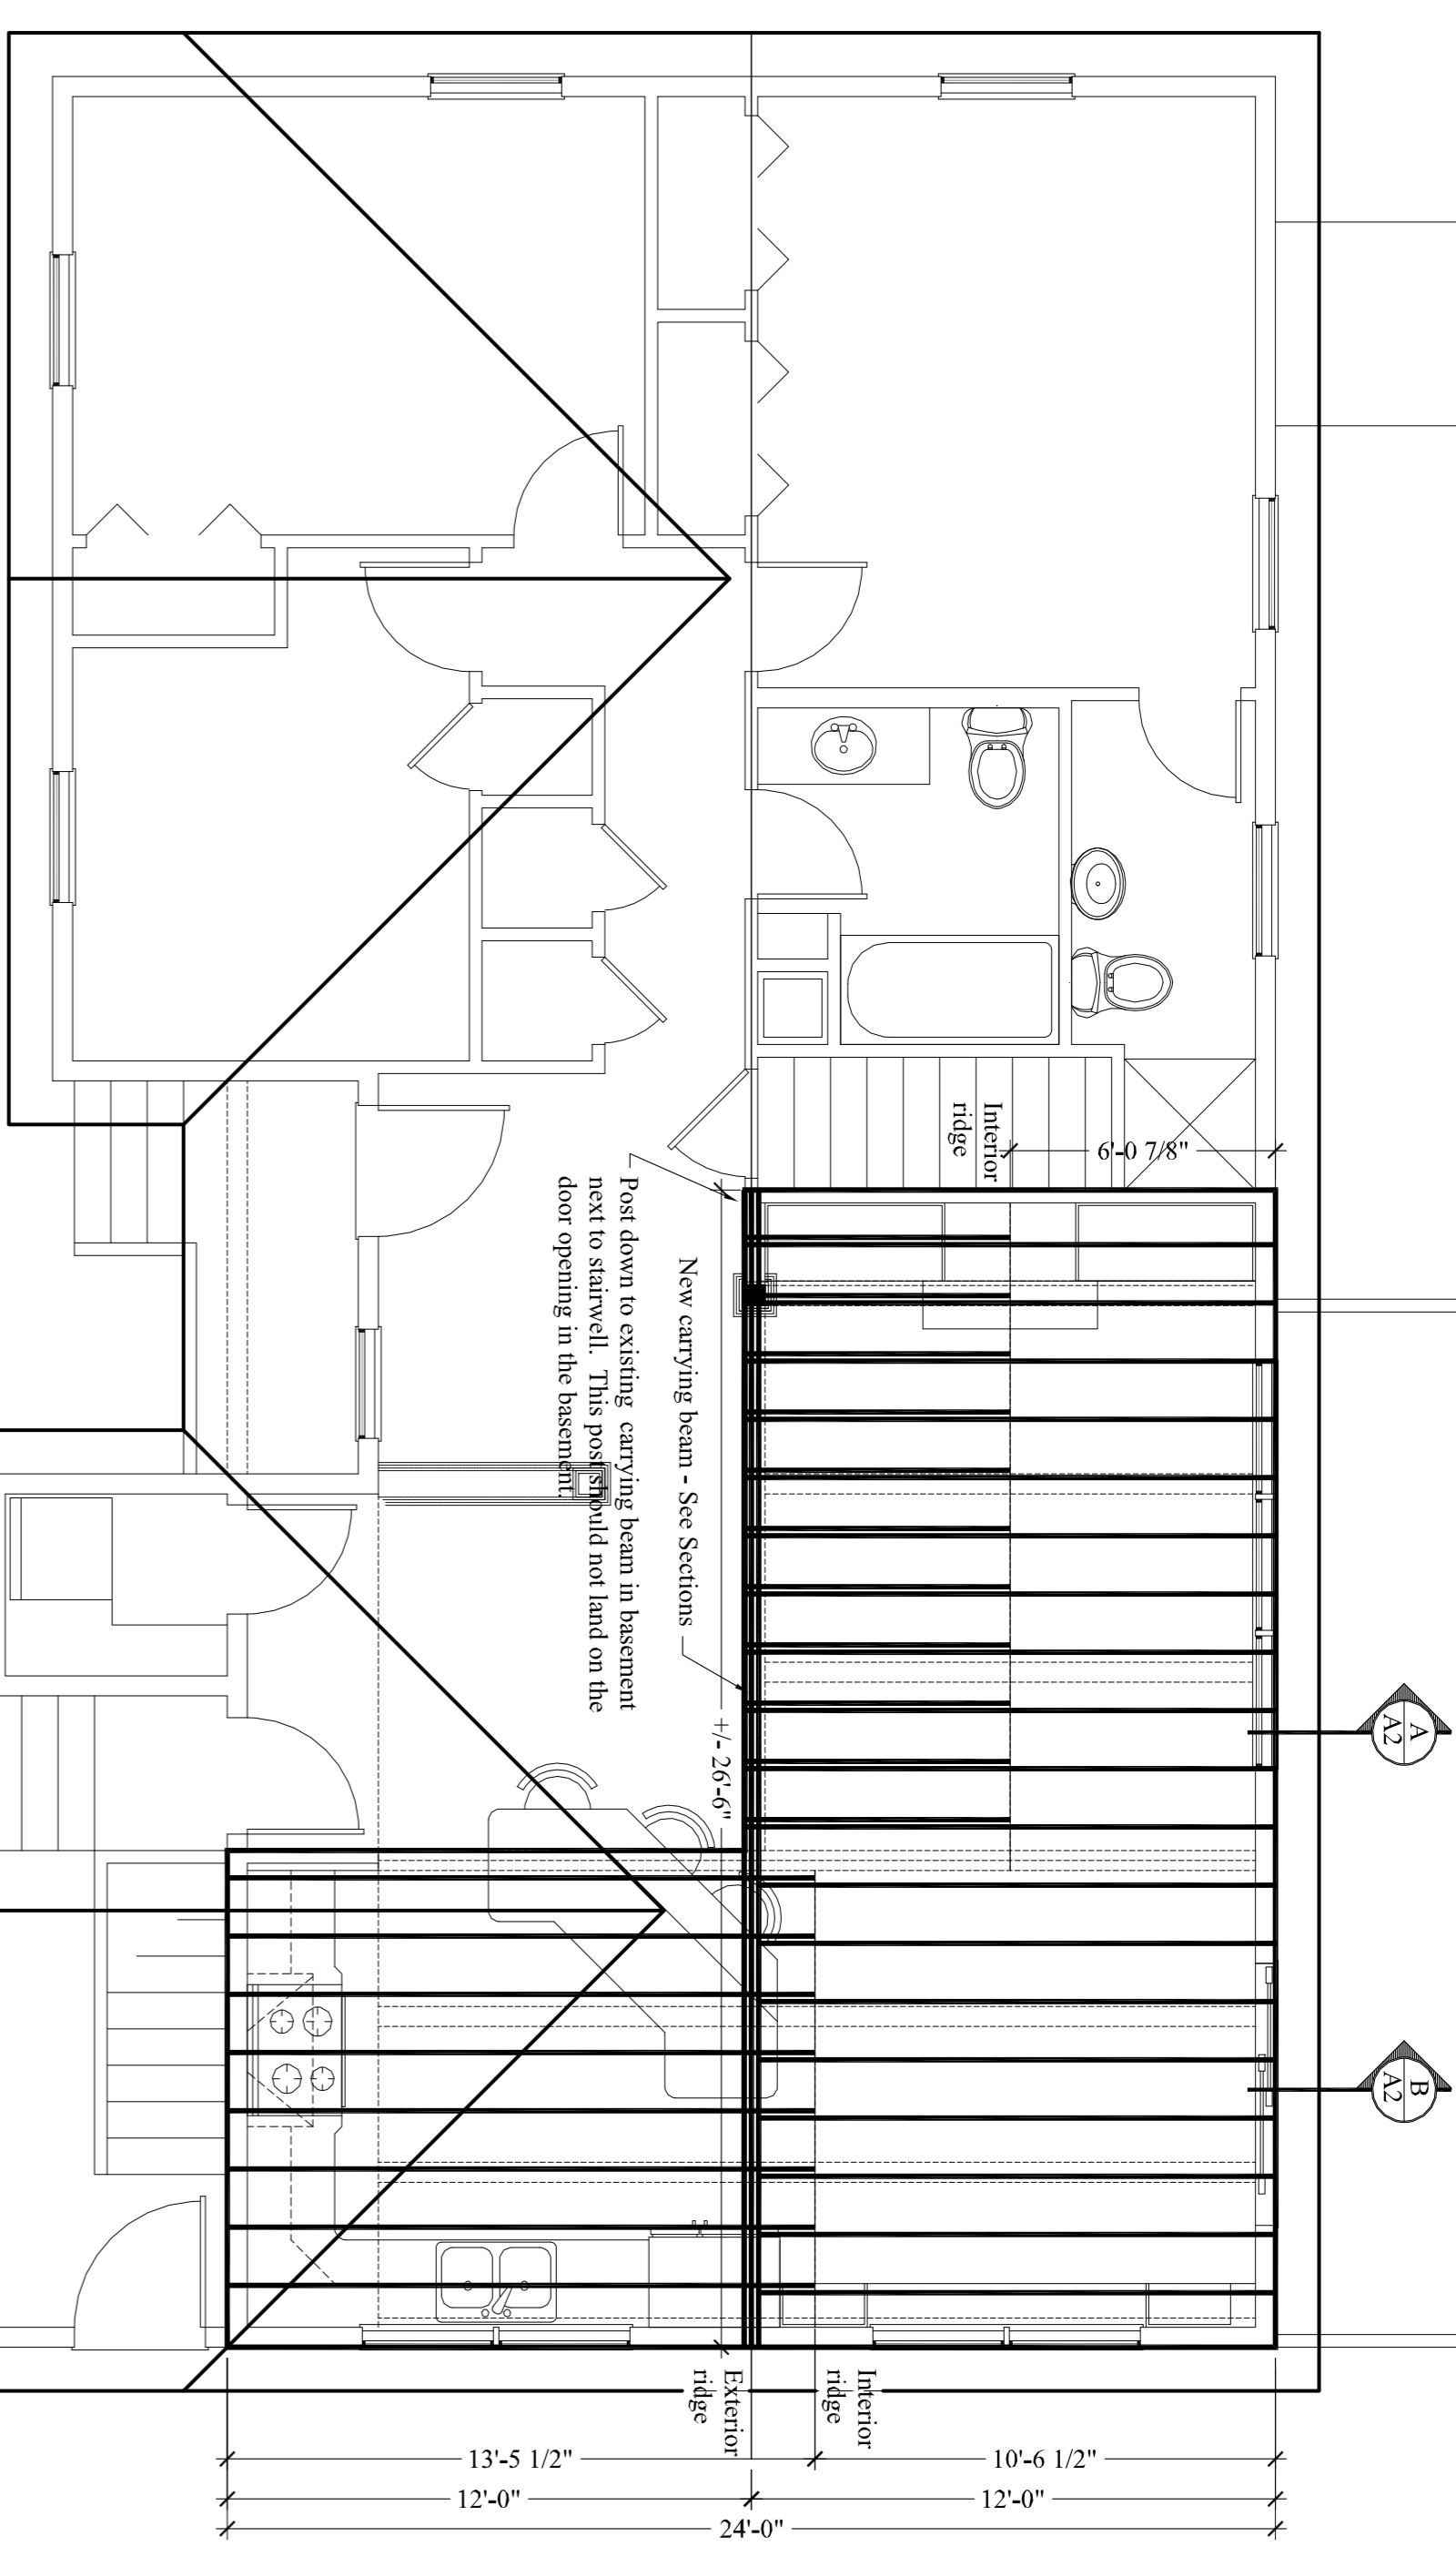 Interior
ridge
6'-0 7/8"
Post down to existing carrying beam in basement
next to stairwell. This post should not land on the
door opening in the basement.
New carrying beam - See Sections
+/- 26'-6"
A
A2
B
A2
Interior
ridge
Exterior
ridge
13'-5 1/2"
10'-6 1/2"
12'-0"
12'-0"
24'-0"